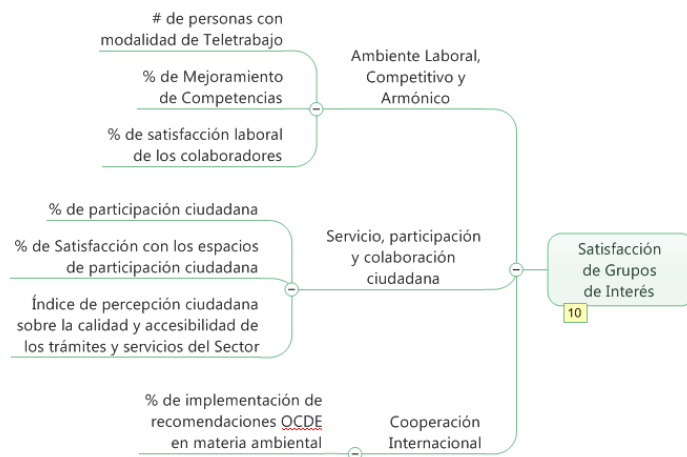 # de personas con
modalidad de Teletrabajo
% de Mejoramiento
de Competencias
% de satisfacción laboral
de los colaboradores
Ambiente Laboral,
Competitivo y
Armónico
% de participación ciudadana
% de Satisfacción con los espacios
de participación ciudadana
Índice de percepción ciudadana
sobre la calidad y accesibilidad de
los trámites y servicios del Sector
Servicio, participación
y colaboración
ciudadana
% de implementación de
recomendaciones OCDE
en materia ambiental
Cooperación
Internacional
Satisfacción
de Grupos
de Interés
10